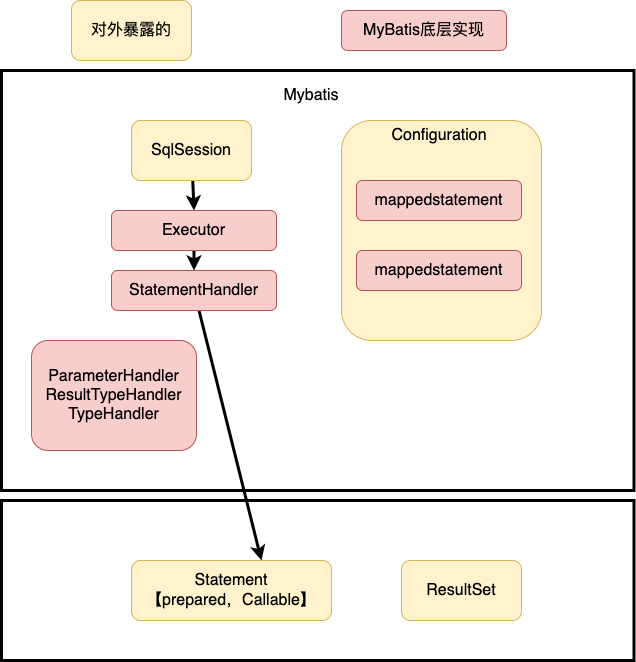 对外暴露的
MyBatis底层实现
Mybatis
SqlSession
Configuration
mappedstatement
Executor
mappedstatement
StatementHandler
ParameterHandler
ResultTypeHandler
TypeHandler
Statement
【prepared，Callable】
ResultSet